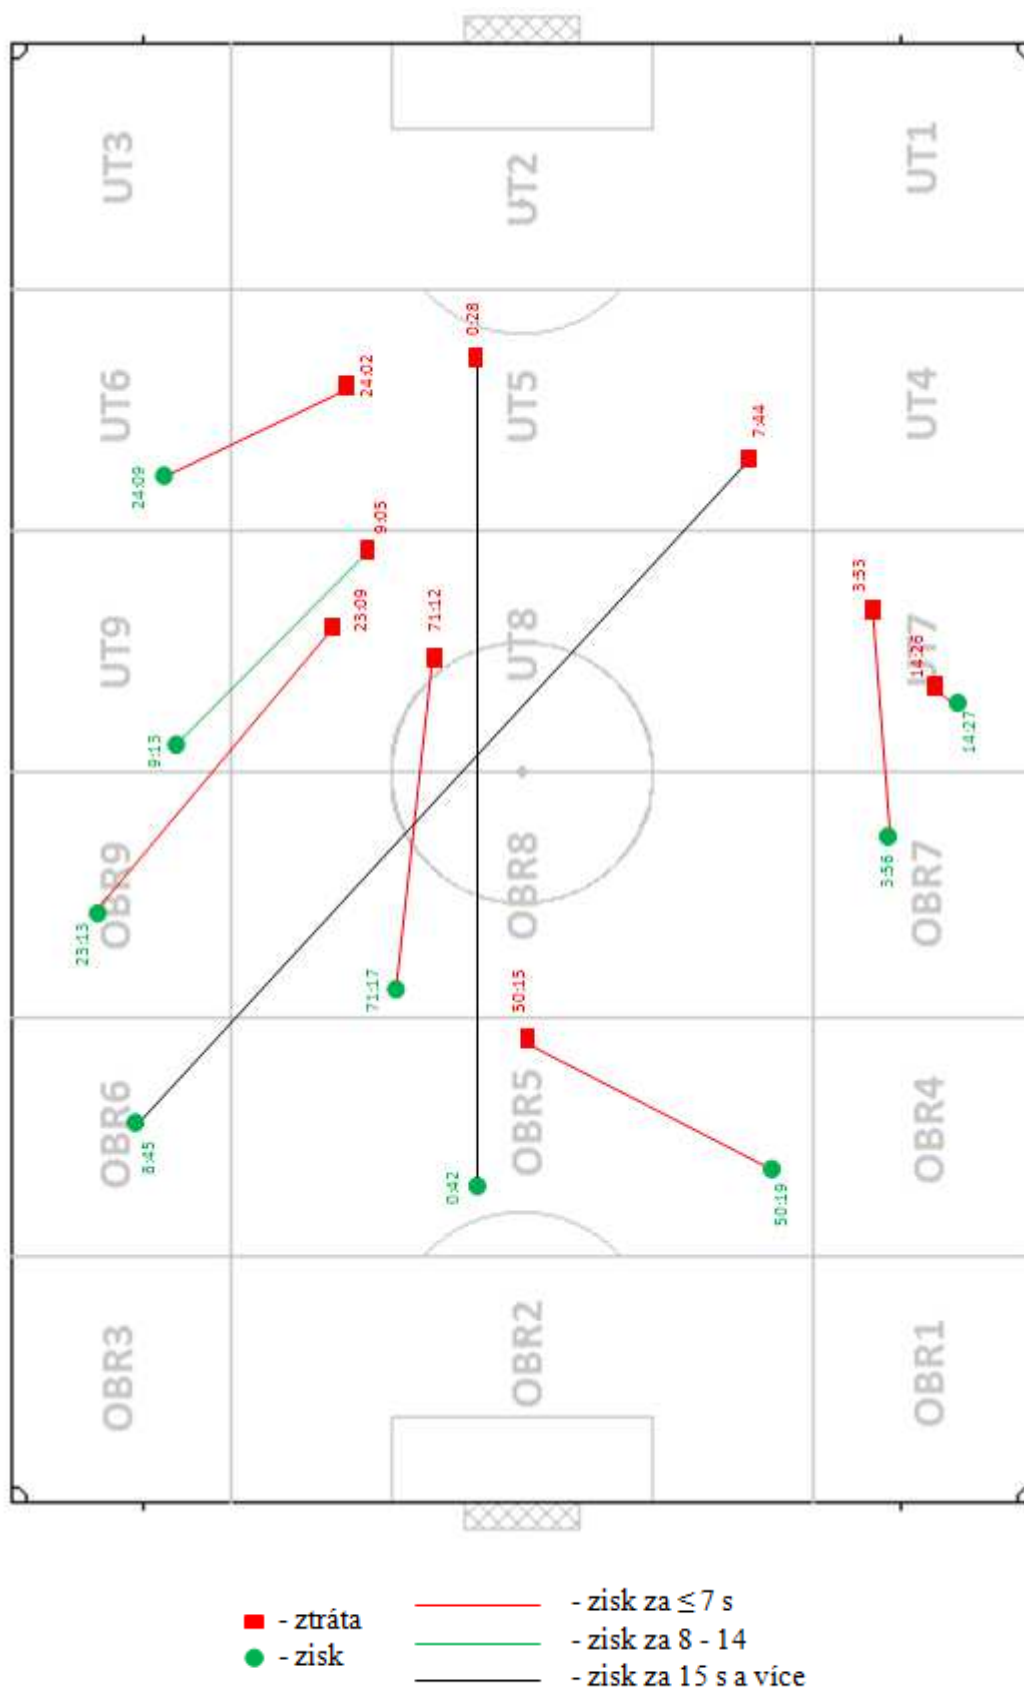 UT3
UT2
UT1
0:28
UT6
24:02
UT5
UT4
7:44
24:09
9:05
3:53
UT9
23:09
71:12
UT8
UT7
14:26
9:15
14:27
OBR9
OBR8
OBR7
3:56
23:13
71:17
50:15
OBR6
OBR5
OBR4
8:45
0:42
50:19
OBR3
OBR2
OBR1
- ztráta
- zisk
- zisk za ≤ 7 s
- zisk za 8 - 14
- zisk za 15 s a více